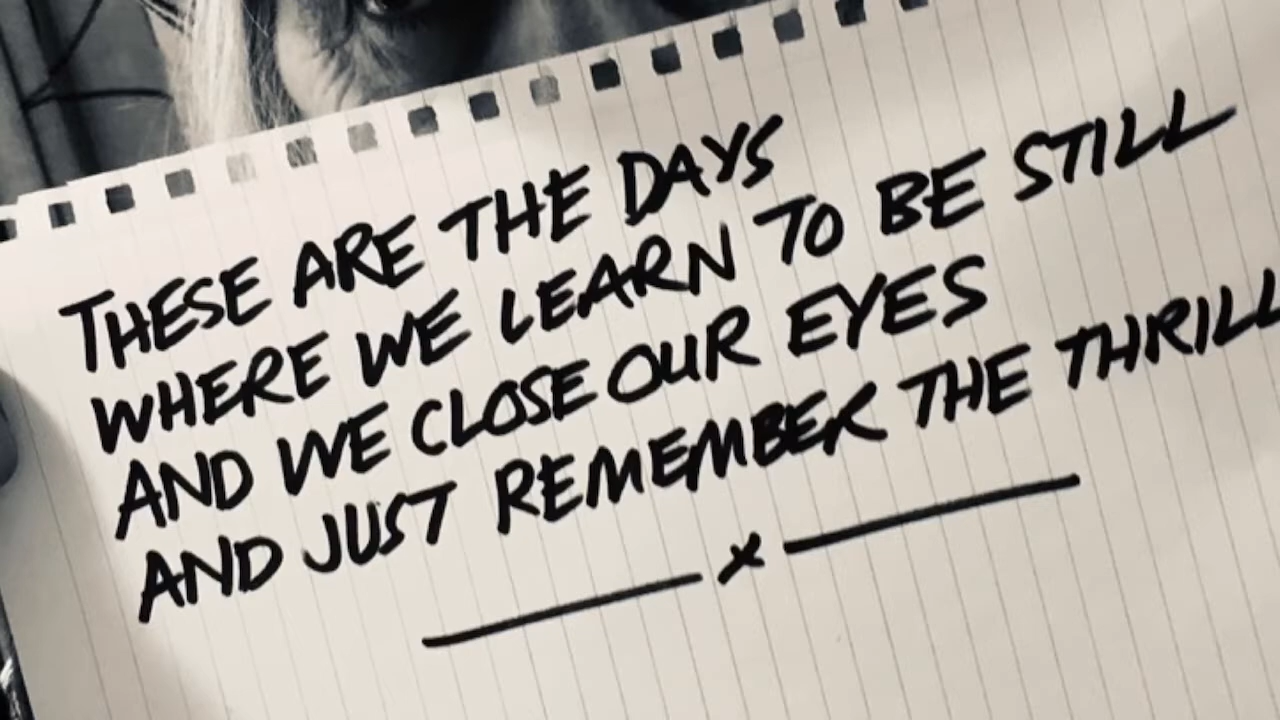 THESE ARE THE DAYS
WHERE WE LEARN TO BE STILL
AND WE CLOSE OUR EYES
AND JUST REMEMBER THE THRILL
x